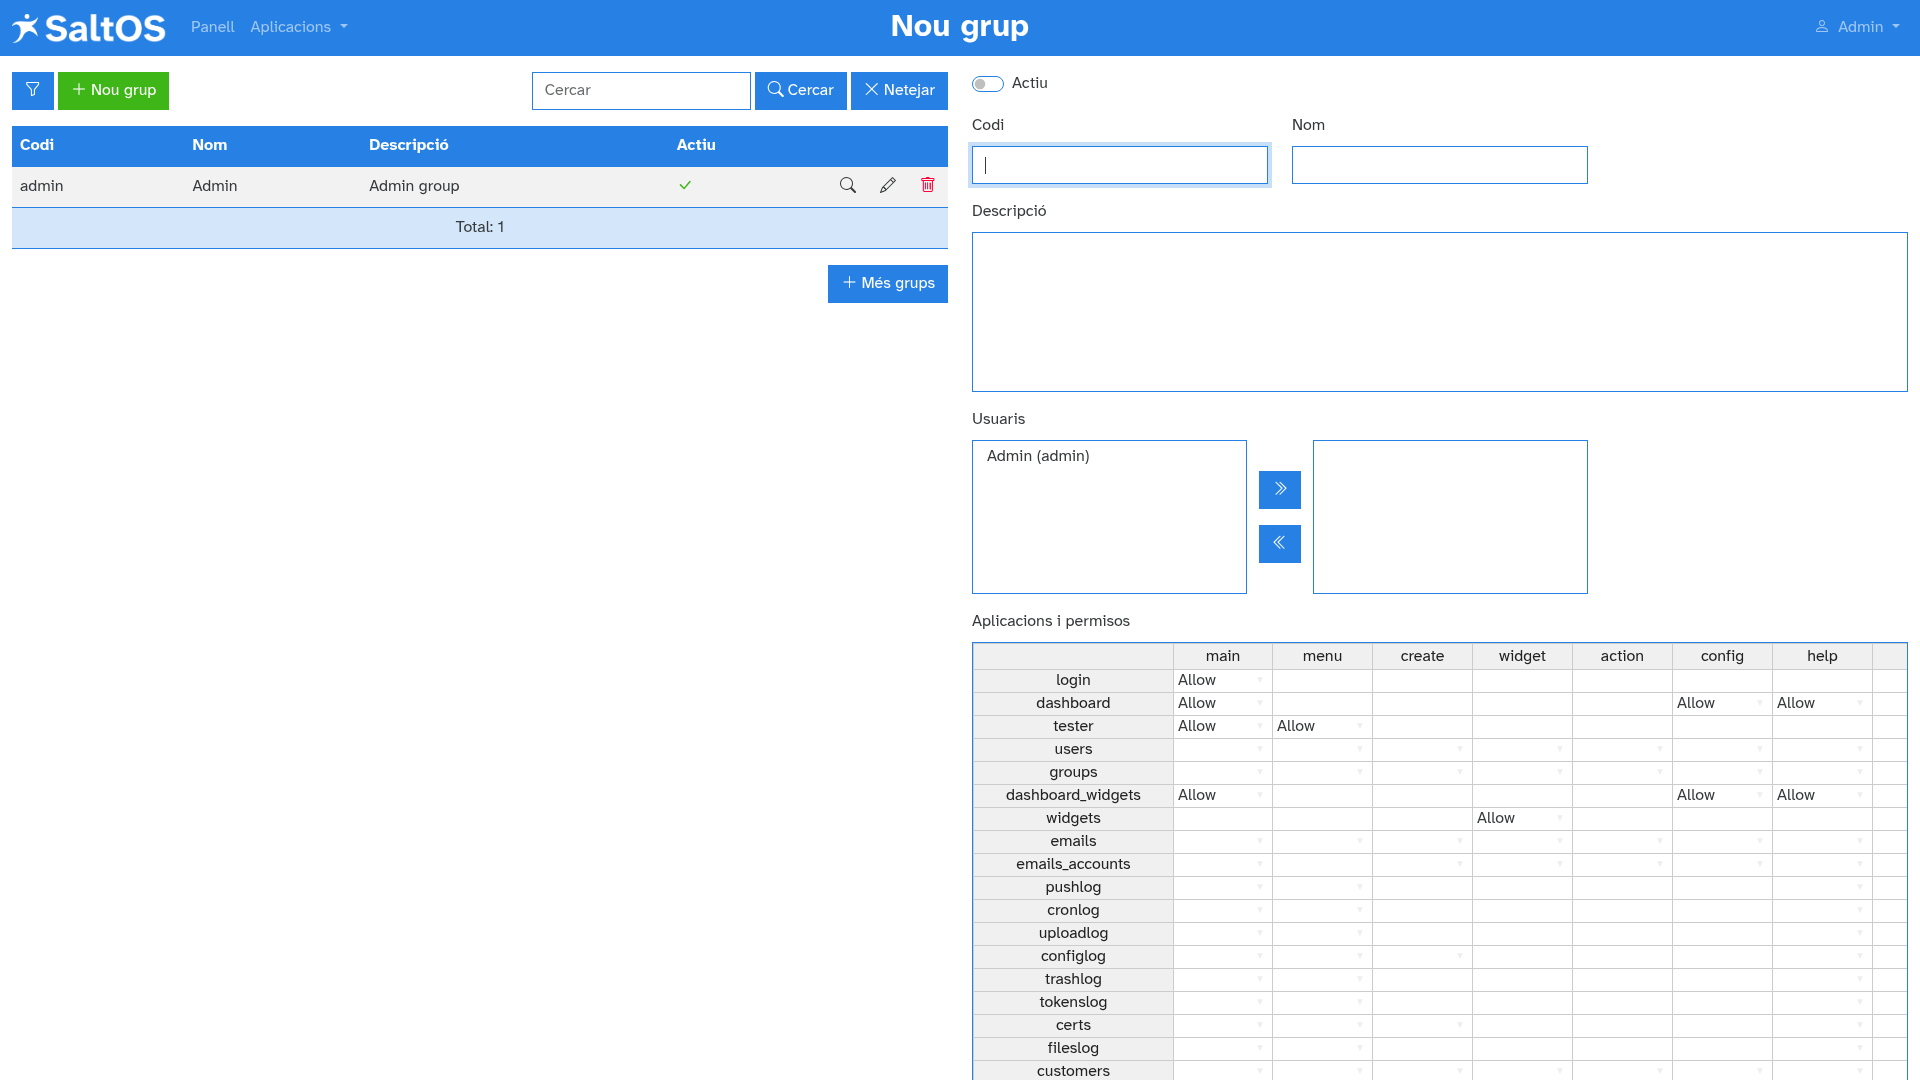 SaltOS Panell Aplicacions Nou grup Admin
Nou grup Cercar Cercar Netejar
Codi Nom Descripció Actiu
admin Admin Admin group
Total: 1
Més grups
Actiu
Codi Nom
Descripció
Usuaris
Admin (admin)
Aplicacions i permisos
main menu create widget action config help
login Allow
dashboard Allow Allow Allow
tester Allow Allow
users
groups
dashboard_widgets Allow Allow Allow
widgets Allow
emails
emails_accounts
pushlog
cronlog
uploadlog
configlog
trashlog
tokenslog
certs
fileslog
customers